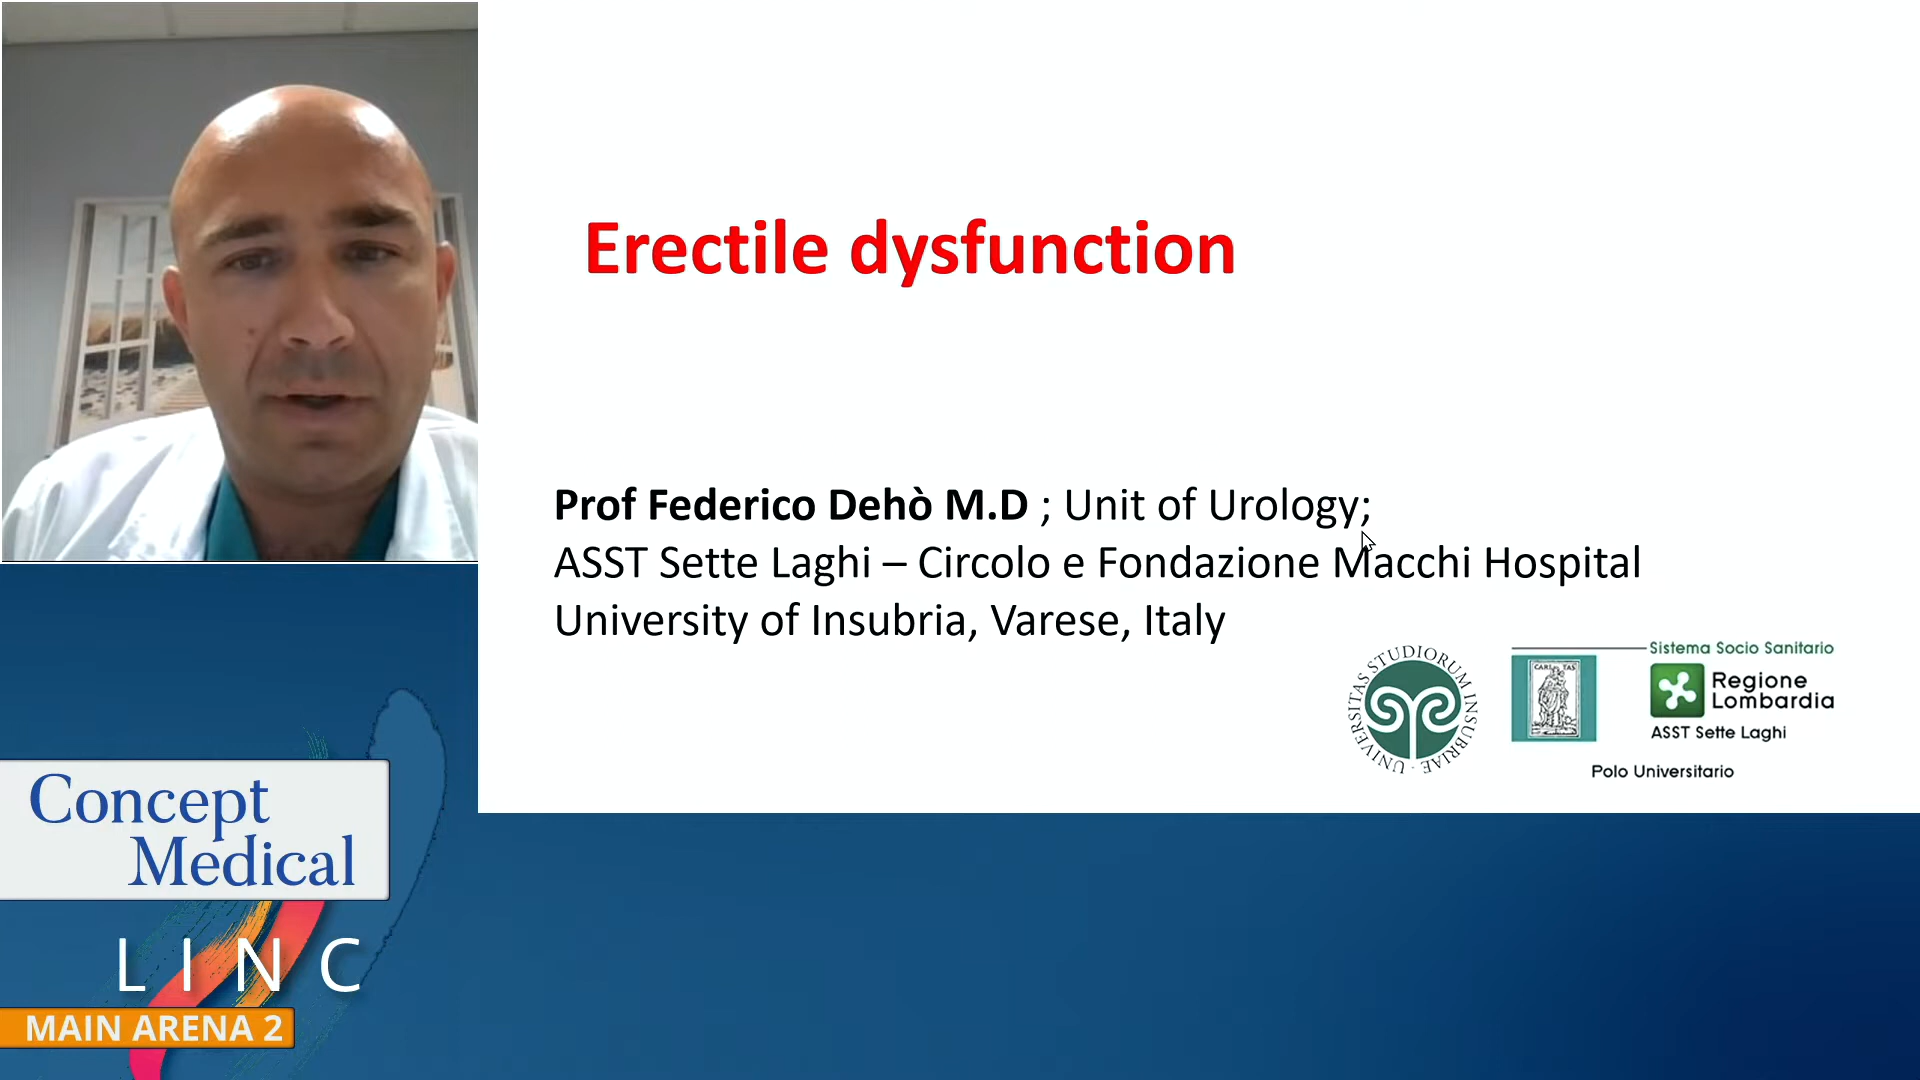 Erectile dysfunction
Prof Federico Dehò M.D ; Unit of Urology;
ASST Sette Laghi – Circolo e Fondazione Macchi Hospital
University of Insubria, Varese, Italy
UNIVERSITAS STUDIORUM INSUBRIAE
CARITAS
Sistema Socio Sanitario
Regione
Lombardia
ASST Sette Laghi
Polo Universitario
Concept
Medical
LINC
MAIN ARENA 2